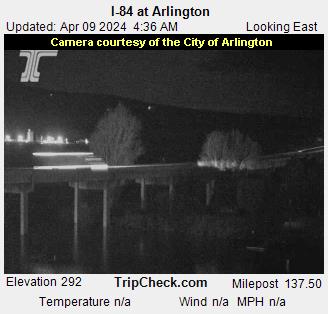 I-84 at Arlington
Updated: Apr 09 2024 4:36 AM Looking East
Camera courtesy of the City of Arlington
Elevation 292 TripCheck.com Milepost 137.50
Temperature n/a Wind n/a MPH n/a